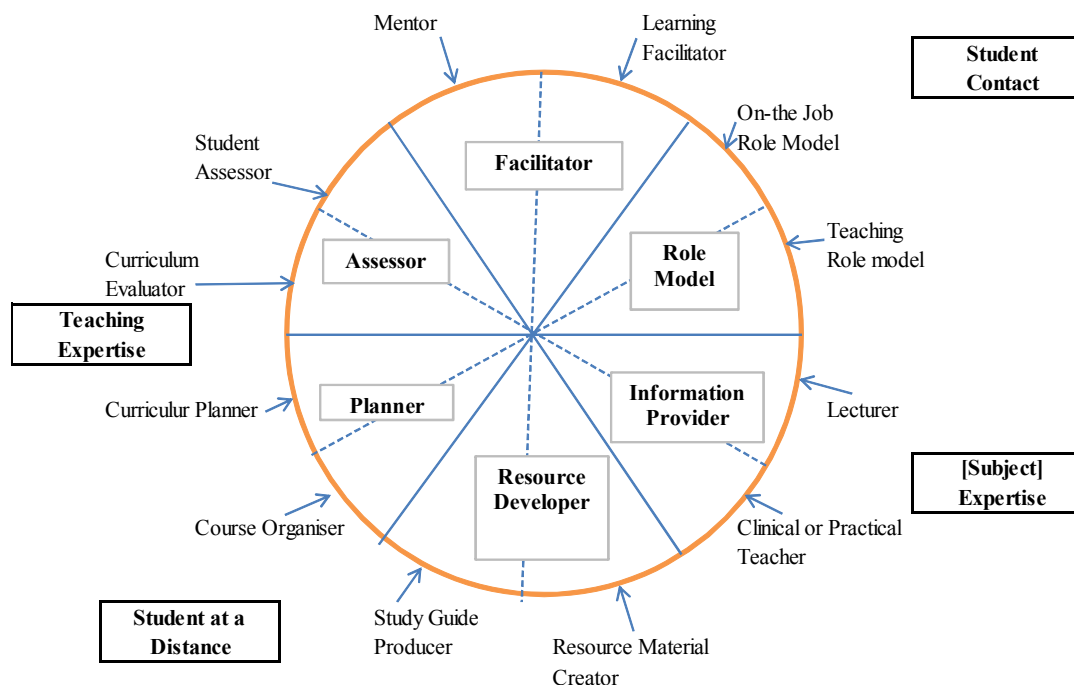 Mentor
Learning
Facilitator
Student
Contact
On-the Job
Role Model
Student
Assessor
Facilitator
Teaching
Role model
Role
Model
Assessor
Curriculum
Evaluator
Teaching
Expertise
Information
Provider
Planner
Curriculur Planner
Lecturer
Resource
Developer
[Subject]
Expertise
Course Organiser
Clinical or Practical
Teacher
Student at a
Distance
Study Guide
Producer
Resource Material
Creator